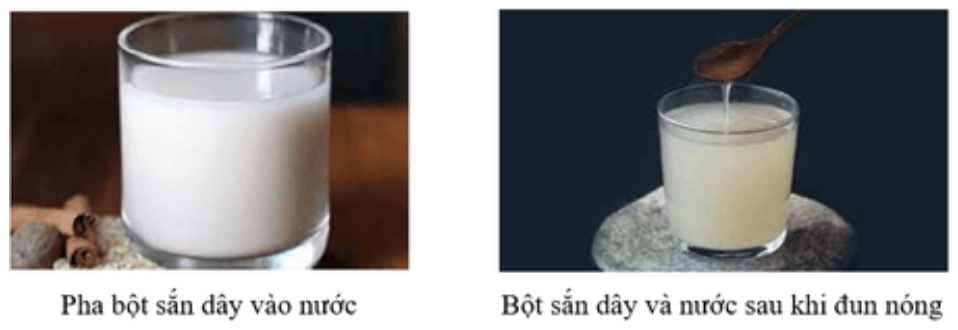 Pha bột sắn dây vào nước
Bột sắn dây và nước sau khi đun nóng